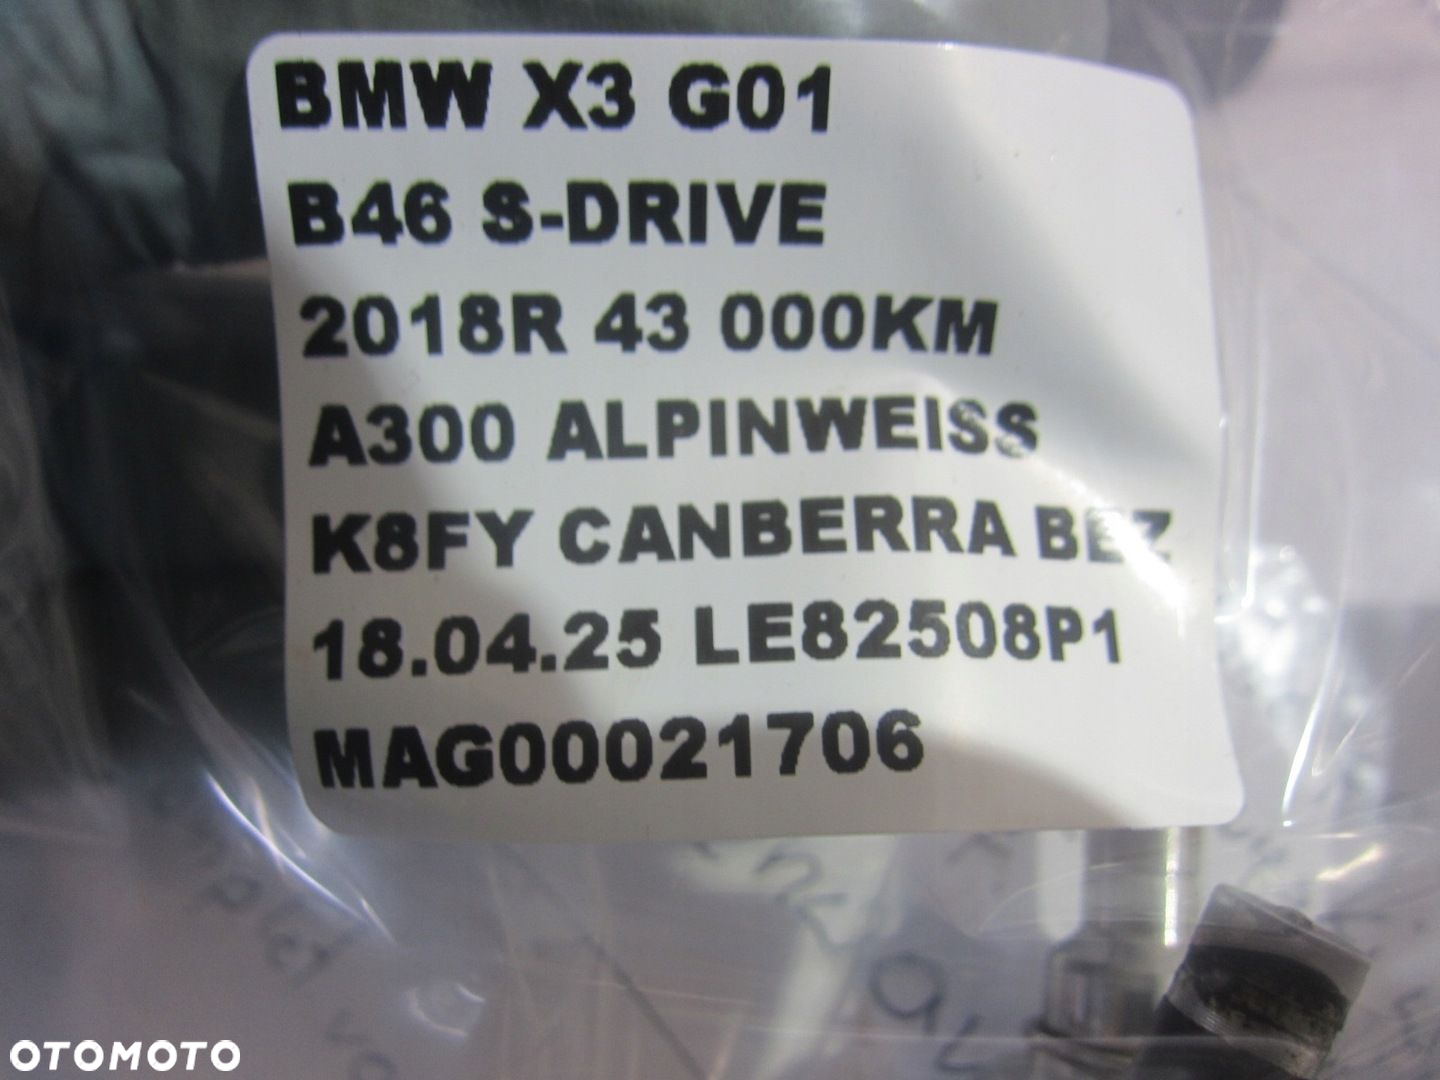 BMW X3 G01
B46 S-DRIVE
2018R 43 000KM
A300 ALPINWEISS
K8FY CANBERRA BEZ
18.04.25 LE82508P1
MAG00021706
OTOMOTO